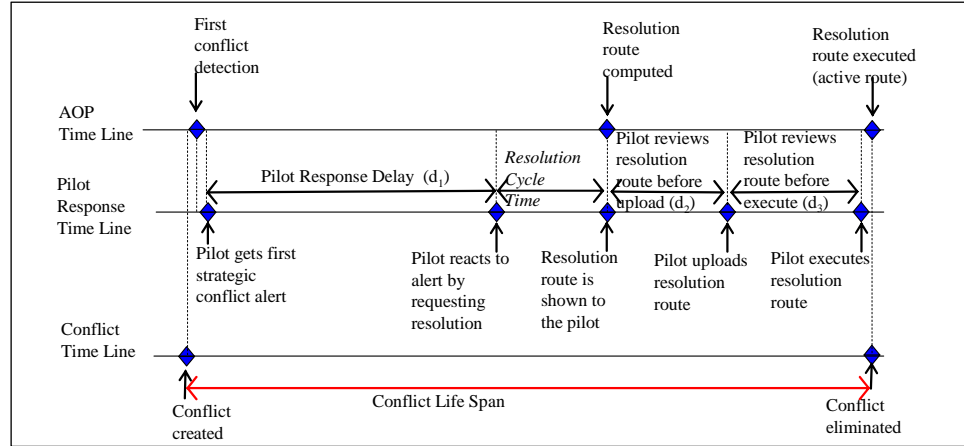 First
conflict
detection
Resolution
route
computed
Resolution
route executed
(active route)
AOP
Time Line
Pilot
Response
Time Line
Pilot Response Delay (d1)
Resolution
Cycle
Time
Pilot reviews
resolution
route before
upload (d2)
Pilot reviews
resolution
route before
execute (d3)
Pilot gets first
strategic
conflict alert
Pilot reacts to
alert by
requesting
resolution
Resolution
route is
shown to
the pilot
Pilot uploads
resolution
route
Pilot executes
resolution
route
Conflict
Time Line
Conflict Life Span
Conflict
created
Conflict
eliminated